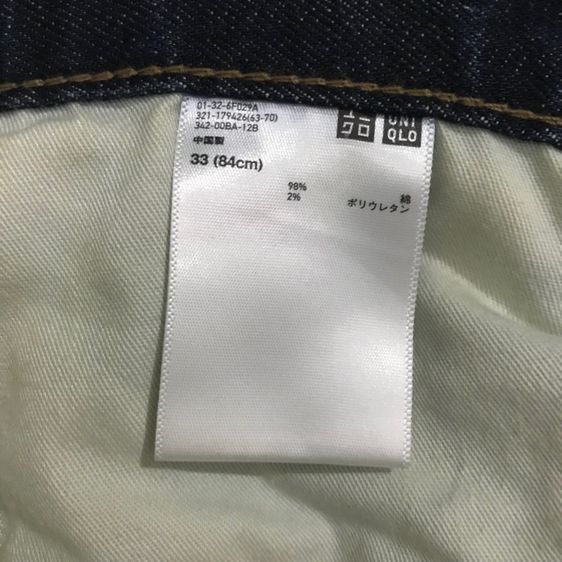 01-32-6F029A
321-179426(63-70)
342-00BA-12B
中国製
33 (84cm)
ユニ
クロ
UNI
QLO
98% 綿
2% ポリウレタン